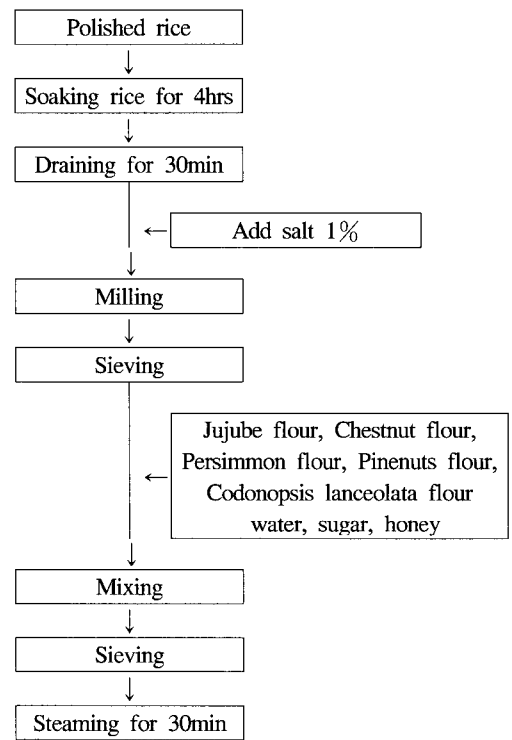 Polished rice
Soaking rice for 4hrs
Draining for 30min
Add salt 1%
Milling
Sieving
Jujube flour, Chestnut flour,
Persimmon flour, Pinenuts flour,
Codonopsis lanceolata flour
water, sugar, honey
Mixing
Sieving
Steaming for 30min